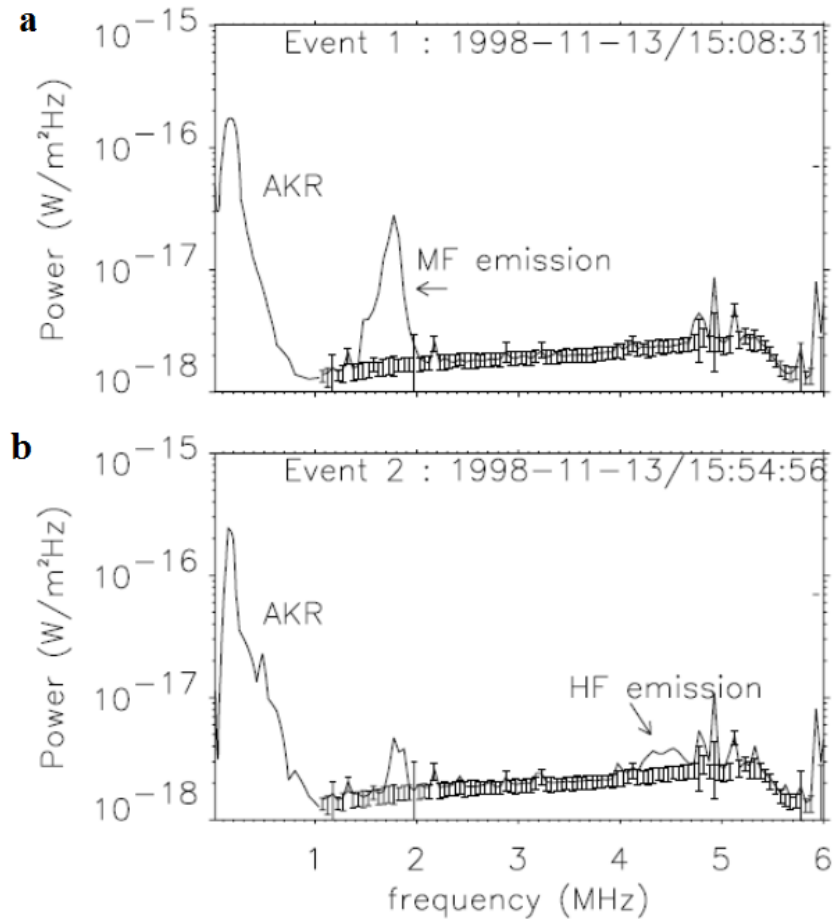 a
Event 1 : 1998-11-13/15:08:31
10⁻¹⁵
10⁻¹⁶
10⁻¹⁷
10⁻¹⁸
Power (W/m²Hz)
AKR
MF emission
b
Event 2 : 1998-11-13/15:54:56
10⁻¹⁵
10⁻¹⁶
10⁻¹⁷
10⁻¹⁸
Power (W/m²Hz)
AKR
HF emission
1 2 3 4 5 6
frequency (MHz)